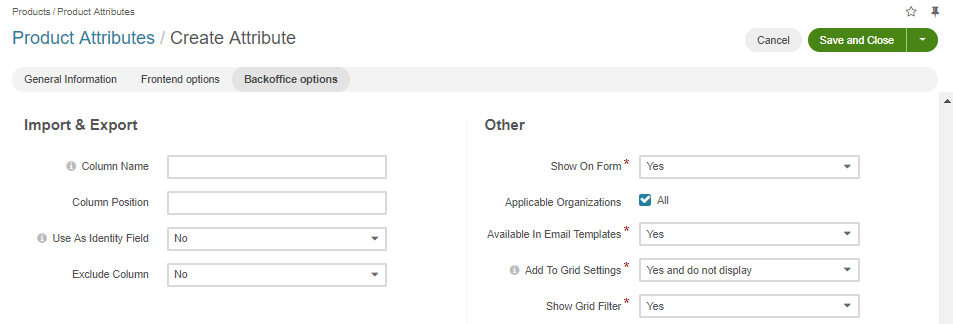 Products / Product Attributes
Product Attributes / Create Attribute
Cancel
Save and Close
General Information
Frontend options
Backoffice options
Import & Export
Column Name
Column Position
Use As Identity Field
No
Exclude Column
No
Other
Show On Form *
Yes
Applicable Organizations
All
Available In Email Templates *
Yes
Add To Grid Settings *
Yes and do not display
Show Grid Filter *
Yes